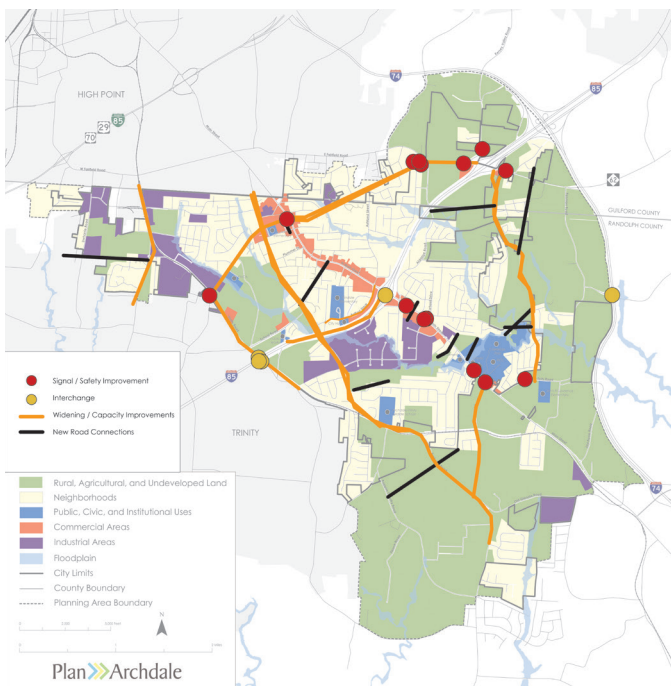 74
HIGH POINT
85
29
70
85
62
GUILFORD COUNTY
RANDOLPH COUNTY
Signal / Safety Improvement
Interchange
Widening / Capacity Improvements
New Road Connections
85
TRINITY
74
Rural, Agricultural, and Undeveloped Land
Neighborhoods
Public, Civic, and Institutional Uses
Commercial Areas
Industrial Areas
Floodplain
City Limits
County Boundary
Planning Area Boundary
N
Plan Archdale